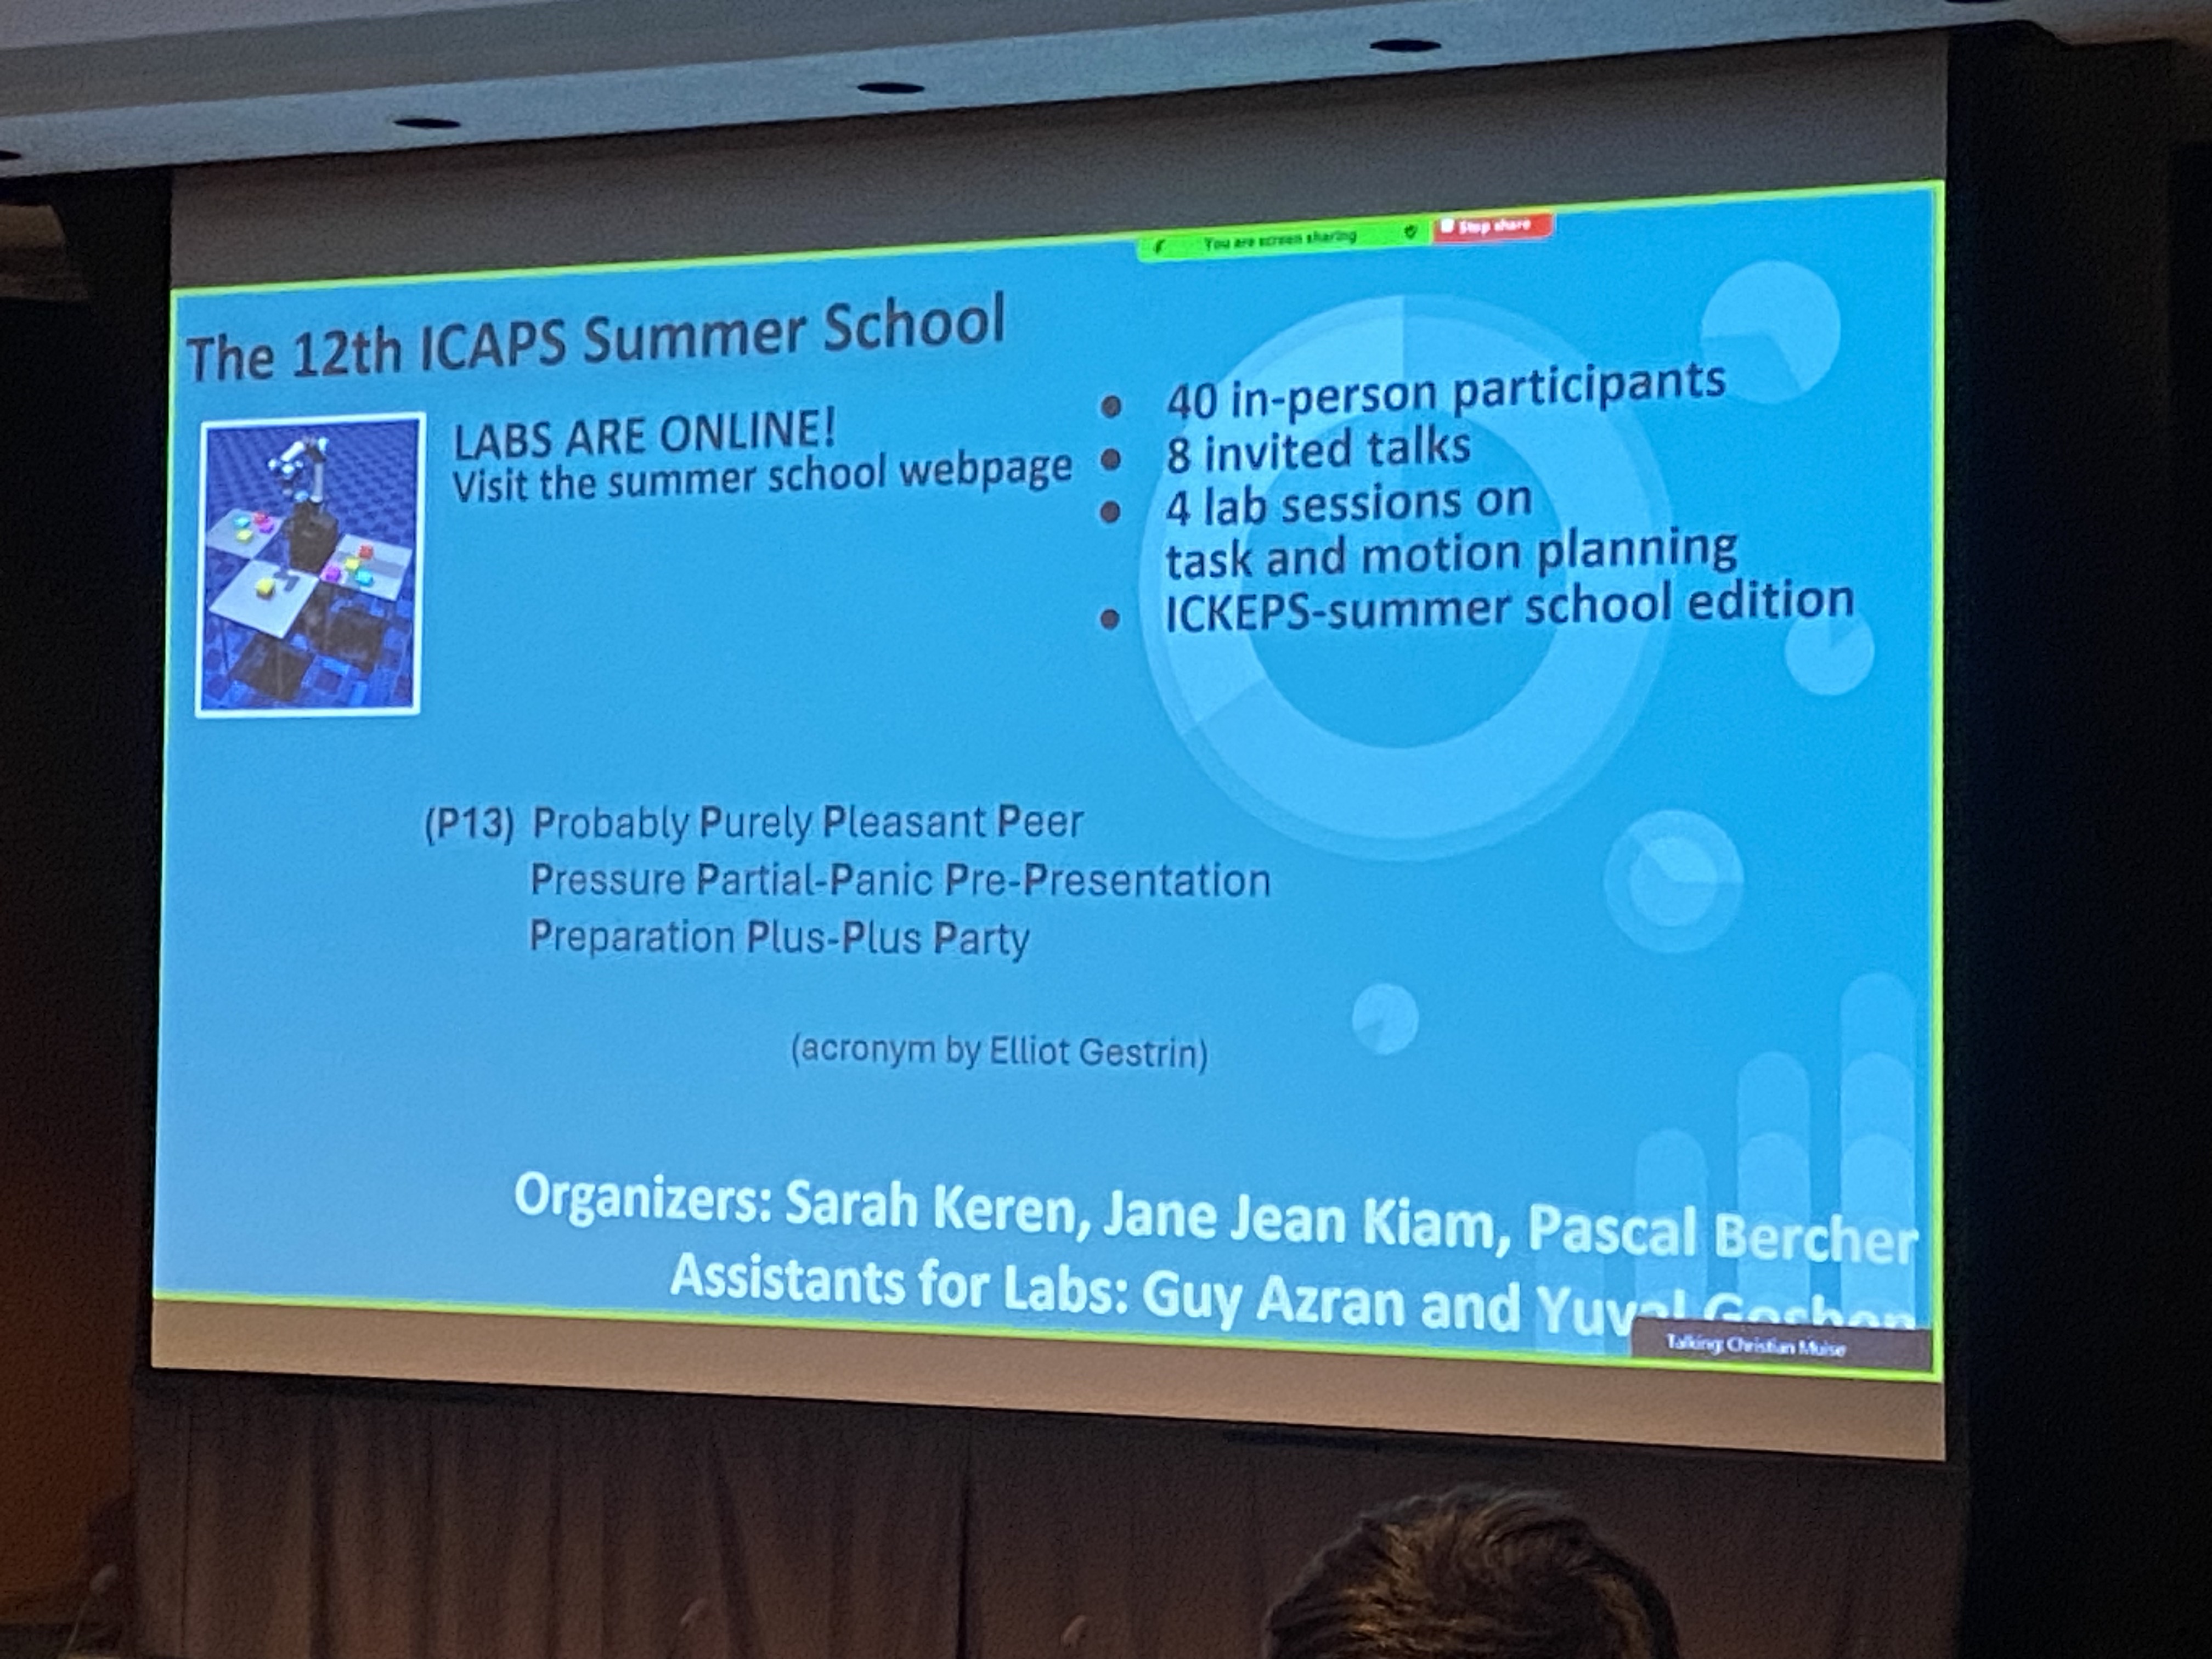 You are screen sharing
Stop share
The 12th ICAPS Summer School
LABS ARE ONLINE!
Visit the summer school webpage
• 40 in-person participants
• 8 invited talks
• 4 lab sessions on
task and motion planning
• ICKEPS-summer school edition
(P13) Probably Purely Pleasant Peer
Pressure Partial-Panic Pre-Presentation
Preparation Plus-Plus Party
(acronym by Elliot Gestrin)
Organizers: Sarah Keren, Jane Jean Kiam, Pascal Bercher
Assistants for Labs: Guy Azran and Yuval
Talking: Christian Muise